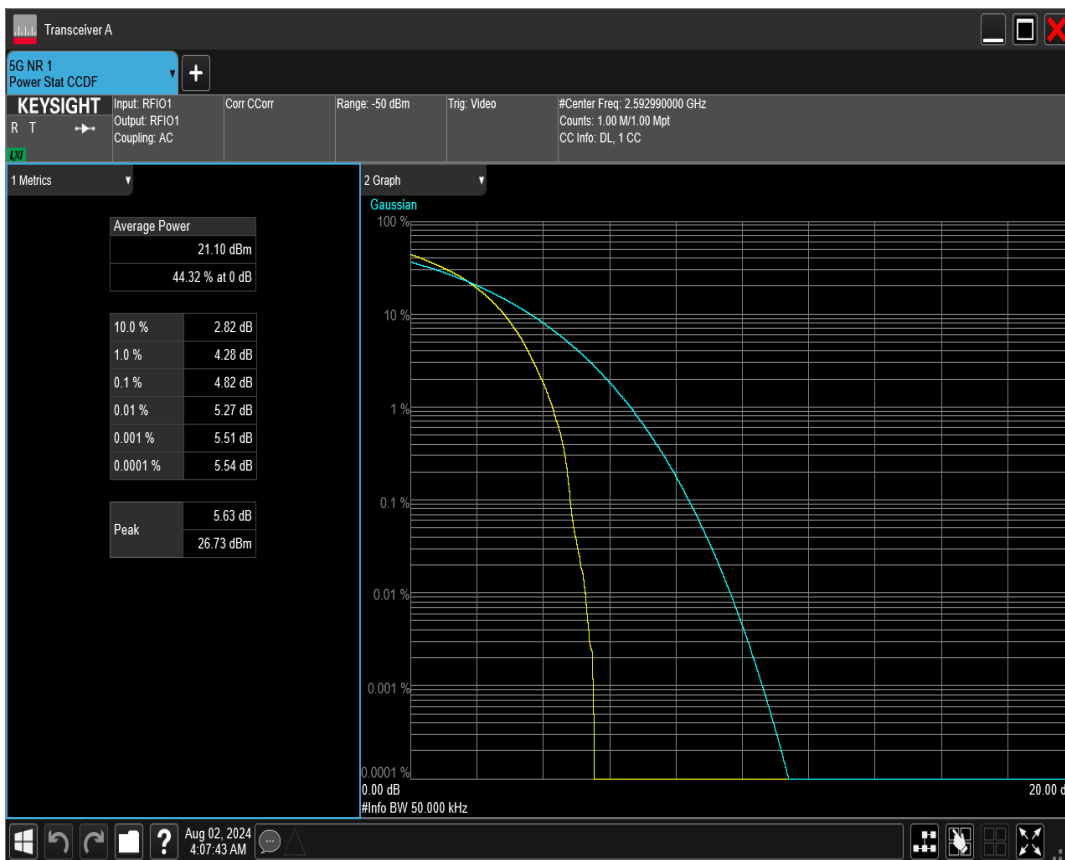 Transceiver A
5G NR 1
Power Stat CCDF
+
KEYSIGHT
R T
LXI
Input: RFIO1
Output: RFIO1
Coupling: AC
Corr CCorr
Range: -50 dBm
Trig: Video
#Center Freq: 2.592990000 GHz
Counts: 1.00 M/1.00 Mpt
CC Info: DL, 1 CC
1 Metrics
Average Power
21.10 dBm
44.32 % at 0 dB
10.0 % 2.82 dB
1.0 % 4.28 dB
0.1 % 4.82 dB
0.01 % 5.27 dB
0.001 % 5.51 dB
0.0001 % 5.54 dB
Peak 5.63 dB
26.73 dBm
2 Graph
Gaussian
100 %
10 %
1 %
0.1 %
0.01 %
0.001 %
0.0001 %
0.00 dB 20.00 d
#Info BW 50.000 kHz
? Aug 02, 2024
4:07:43 AM